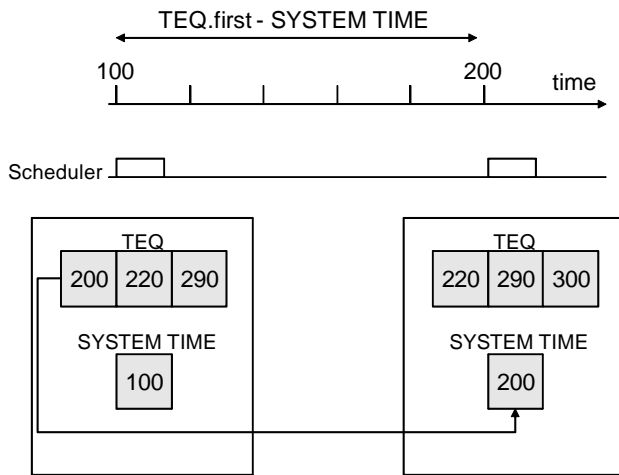 TEQ.first - SYSTEM TIME
100 200 time
Scheduler
TEQ TEQ
200 220 290 220 290 300
SYSTEM TIME SYSTEM TIME
100 200